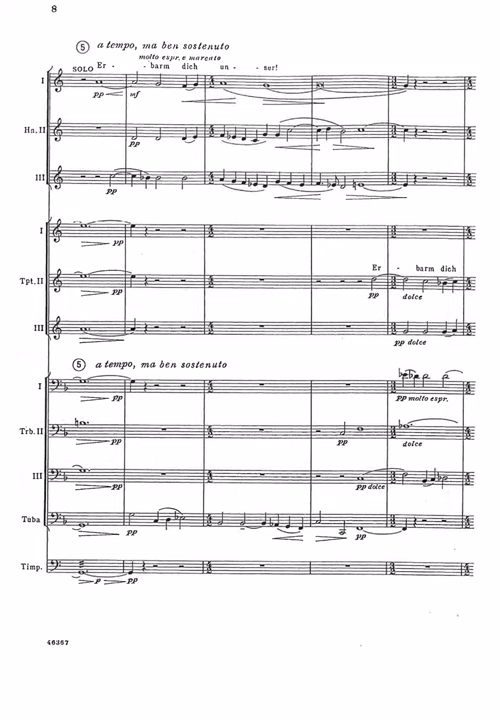 8
5 a tempo, ma ben sostenuto
molto espr. e marcato
SOLO Er- - barm dich un- - ser!
I
pp mf
Hn. II
pp
III
pp
I
pp
Er- - barm dich
Tpt. II
pp pp dolce
III
pp pp dolce
5 a tempo, ma ben sostenuto
I
pp pp molto espr.
Trb. II
pp pp dolce
III
pp pp dolce
Tuba
pp pp
Timp.
p pp
46367